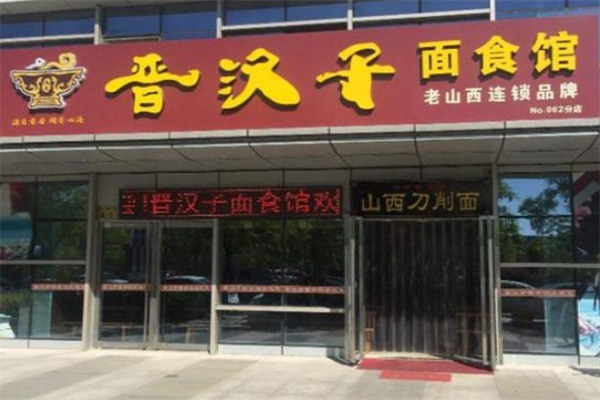 晋汉子面食馆
老山西连锁品牌
No.062分店
晋汉子面食馆欢
山西刀削面